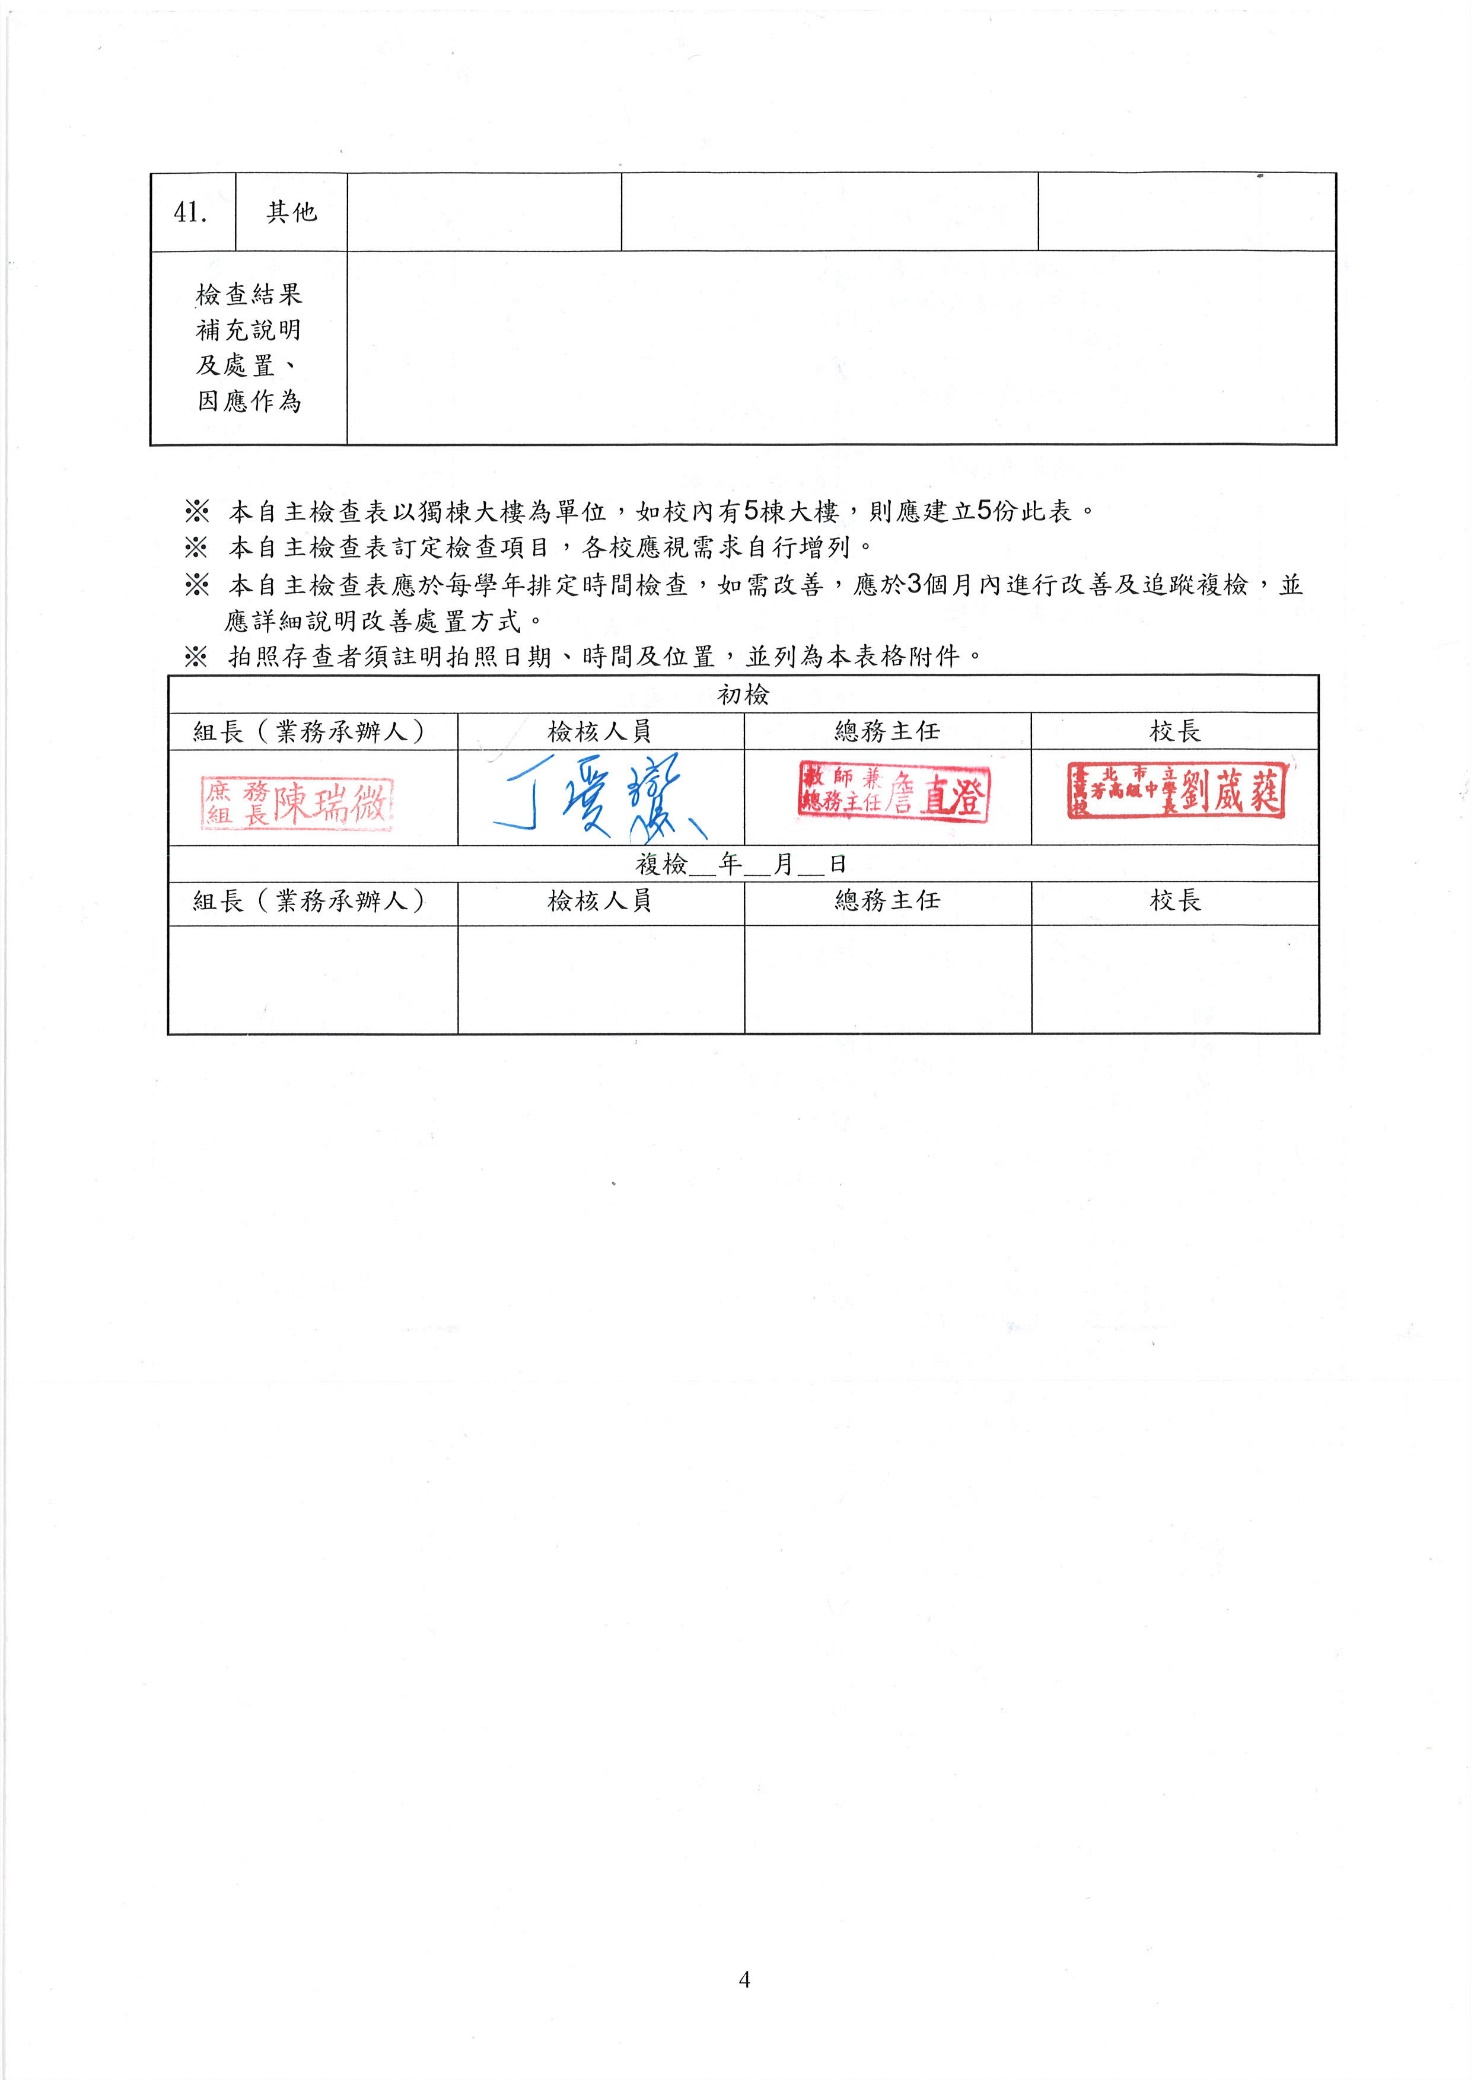 41. 其他
檢查結果
補充說明
及處置、
因應作為
※ 本自主檢查表以獨棟大樓為單位，如校內有5棟大樓，則應建立5份此表。
※ 本自主檢查表訂定檢查項目，各校應視需求自行增列。
※ 本自主檢查表應於每學年排定時間檢查，如需改善，應於3個月內進行改善及追蹤複檢，並
應詳細說明改善處置方式。
※ 拍照存查者須註明拍照日期、時間及位置，並列為本表格附件。
初檢
組長（業務承辦人） 檢核人員 總務主任 校長
庶務組長 陳瑞微
丁
教師兼總務主任 詹直澄
臺北市立萬芳高級中學校長 劉葳蕤
複檢__年__月__日
組長（業務承辦人） 檢核人員 總務主任 校長
4